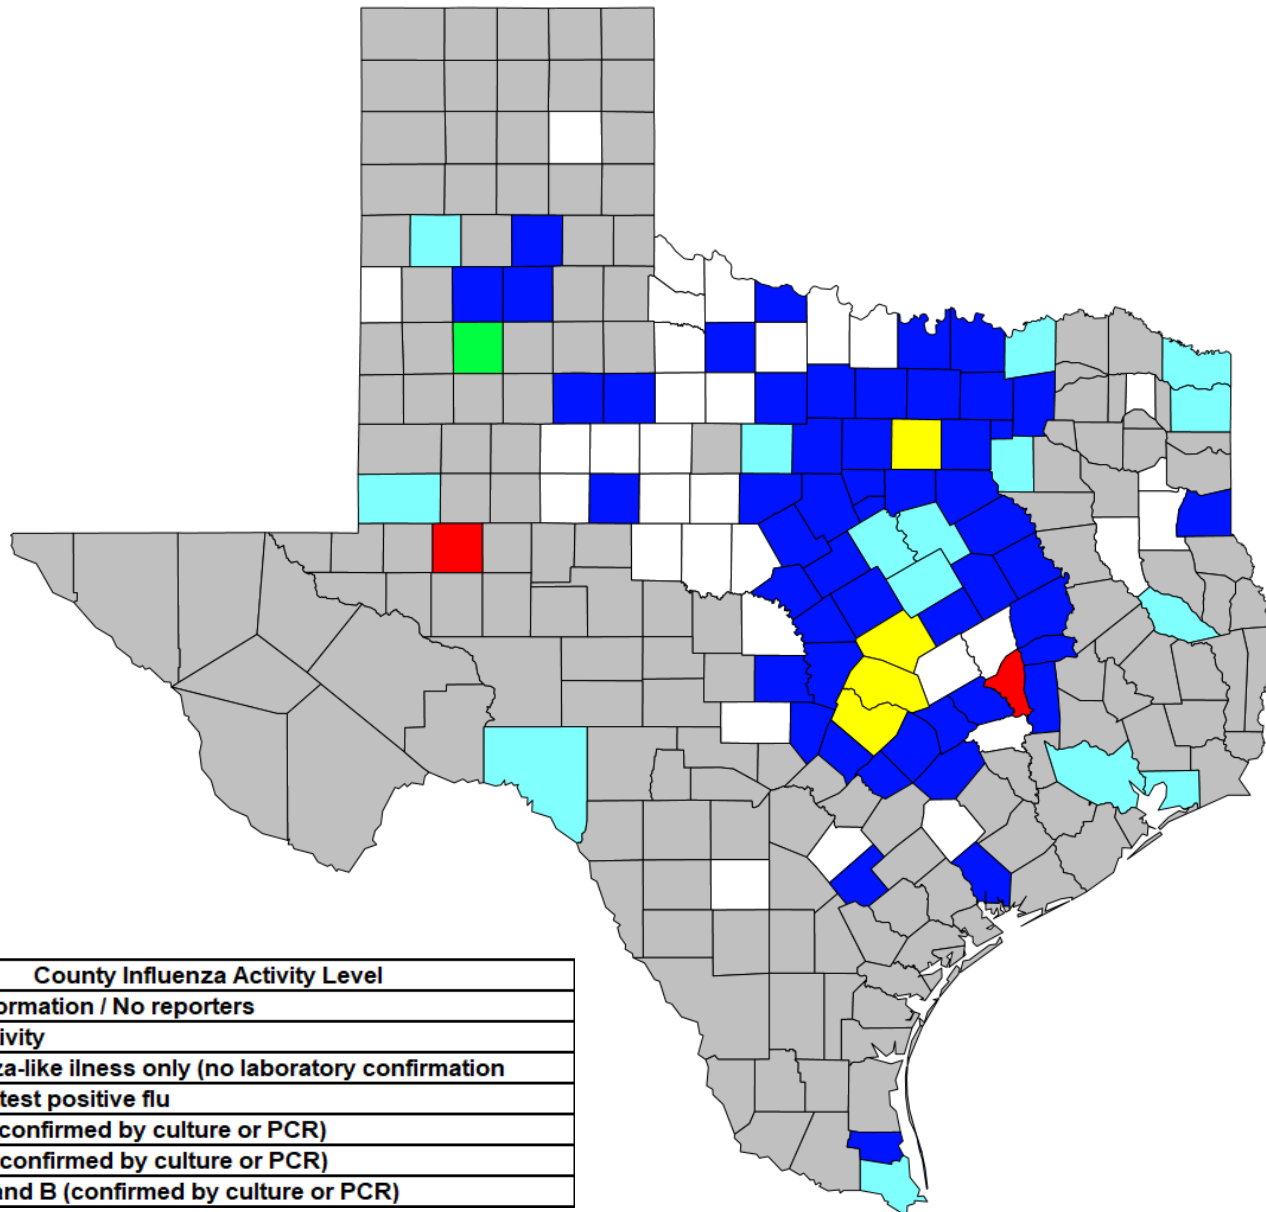 County Influenza Activity Level
ormation / No reporters
ivity
za-like ilness only (no laboratory confirmation
test positive flu
confirmed by culture or PCR)
confirmed by culture or PCR)
and B (confirmed by culture or PCR)